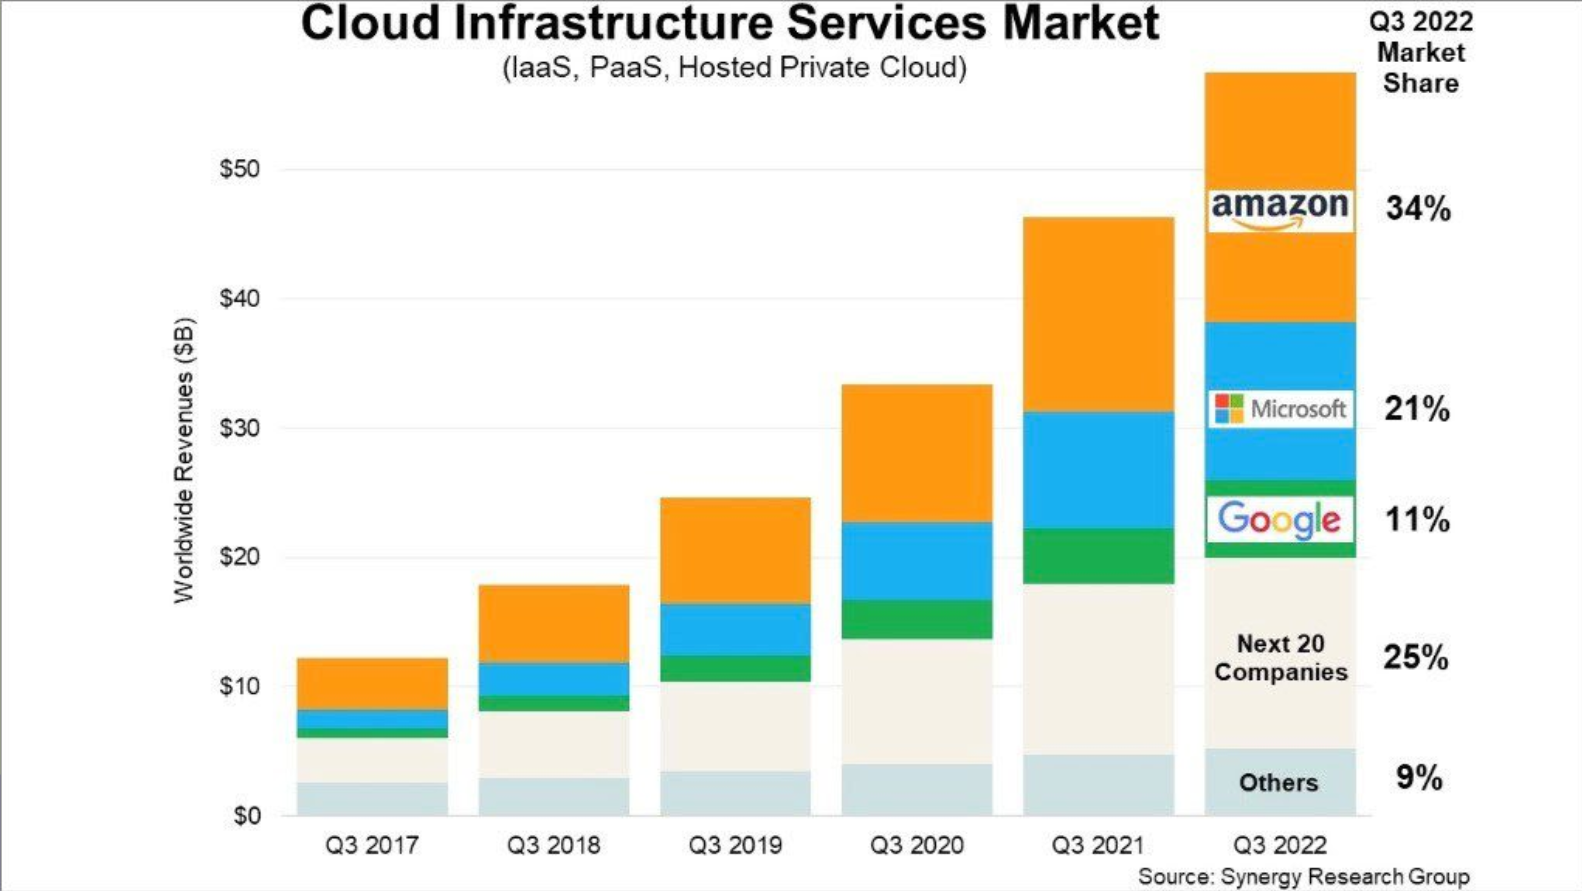 Cloud Infrastructure Services Market
(IaaS, PaaS, Hosted Private Cloud)
Q3 2022
Market
Share
Worldwide Revenues ($B)
$50
$40
$30
$20
$10
$0
amazon
34%
Microsoft
21%
Google
11%
Next 20
Companies
25%
Others
9%
Q3 2017
Q3 2018
Q3 2019
Q3 2020
Q3 2021
Q3 2022
Source: Synergy Research Group